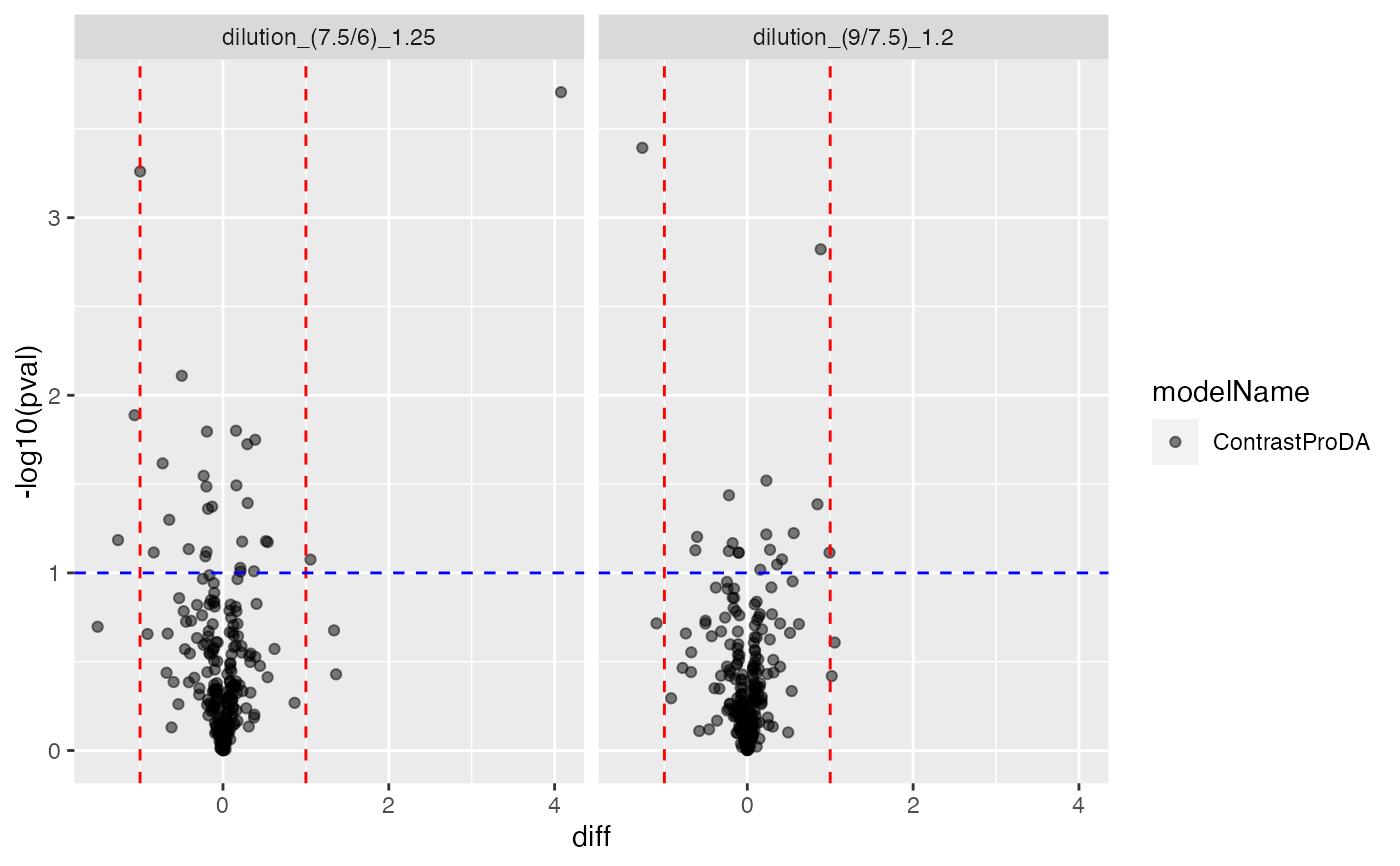 dilution_(7.5/6)_1.25
dilution_(9/7.5)_1.2
-log10(pval)
3
2
1
0
0
2
4
0
2
4
diff
modelName
ContrastProDA